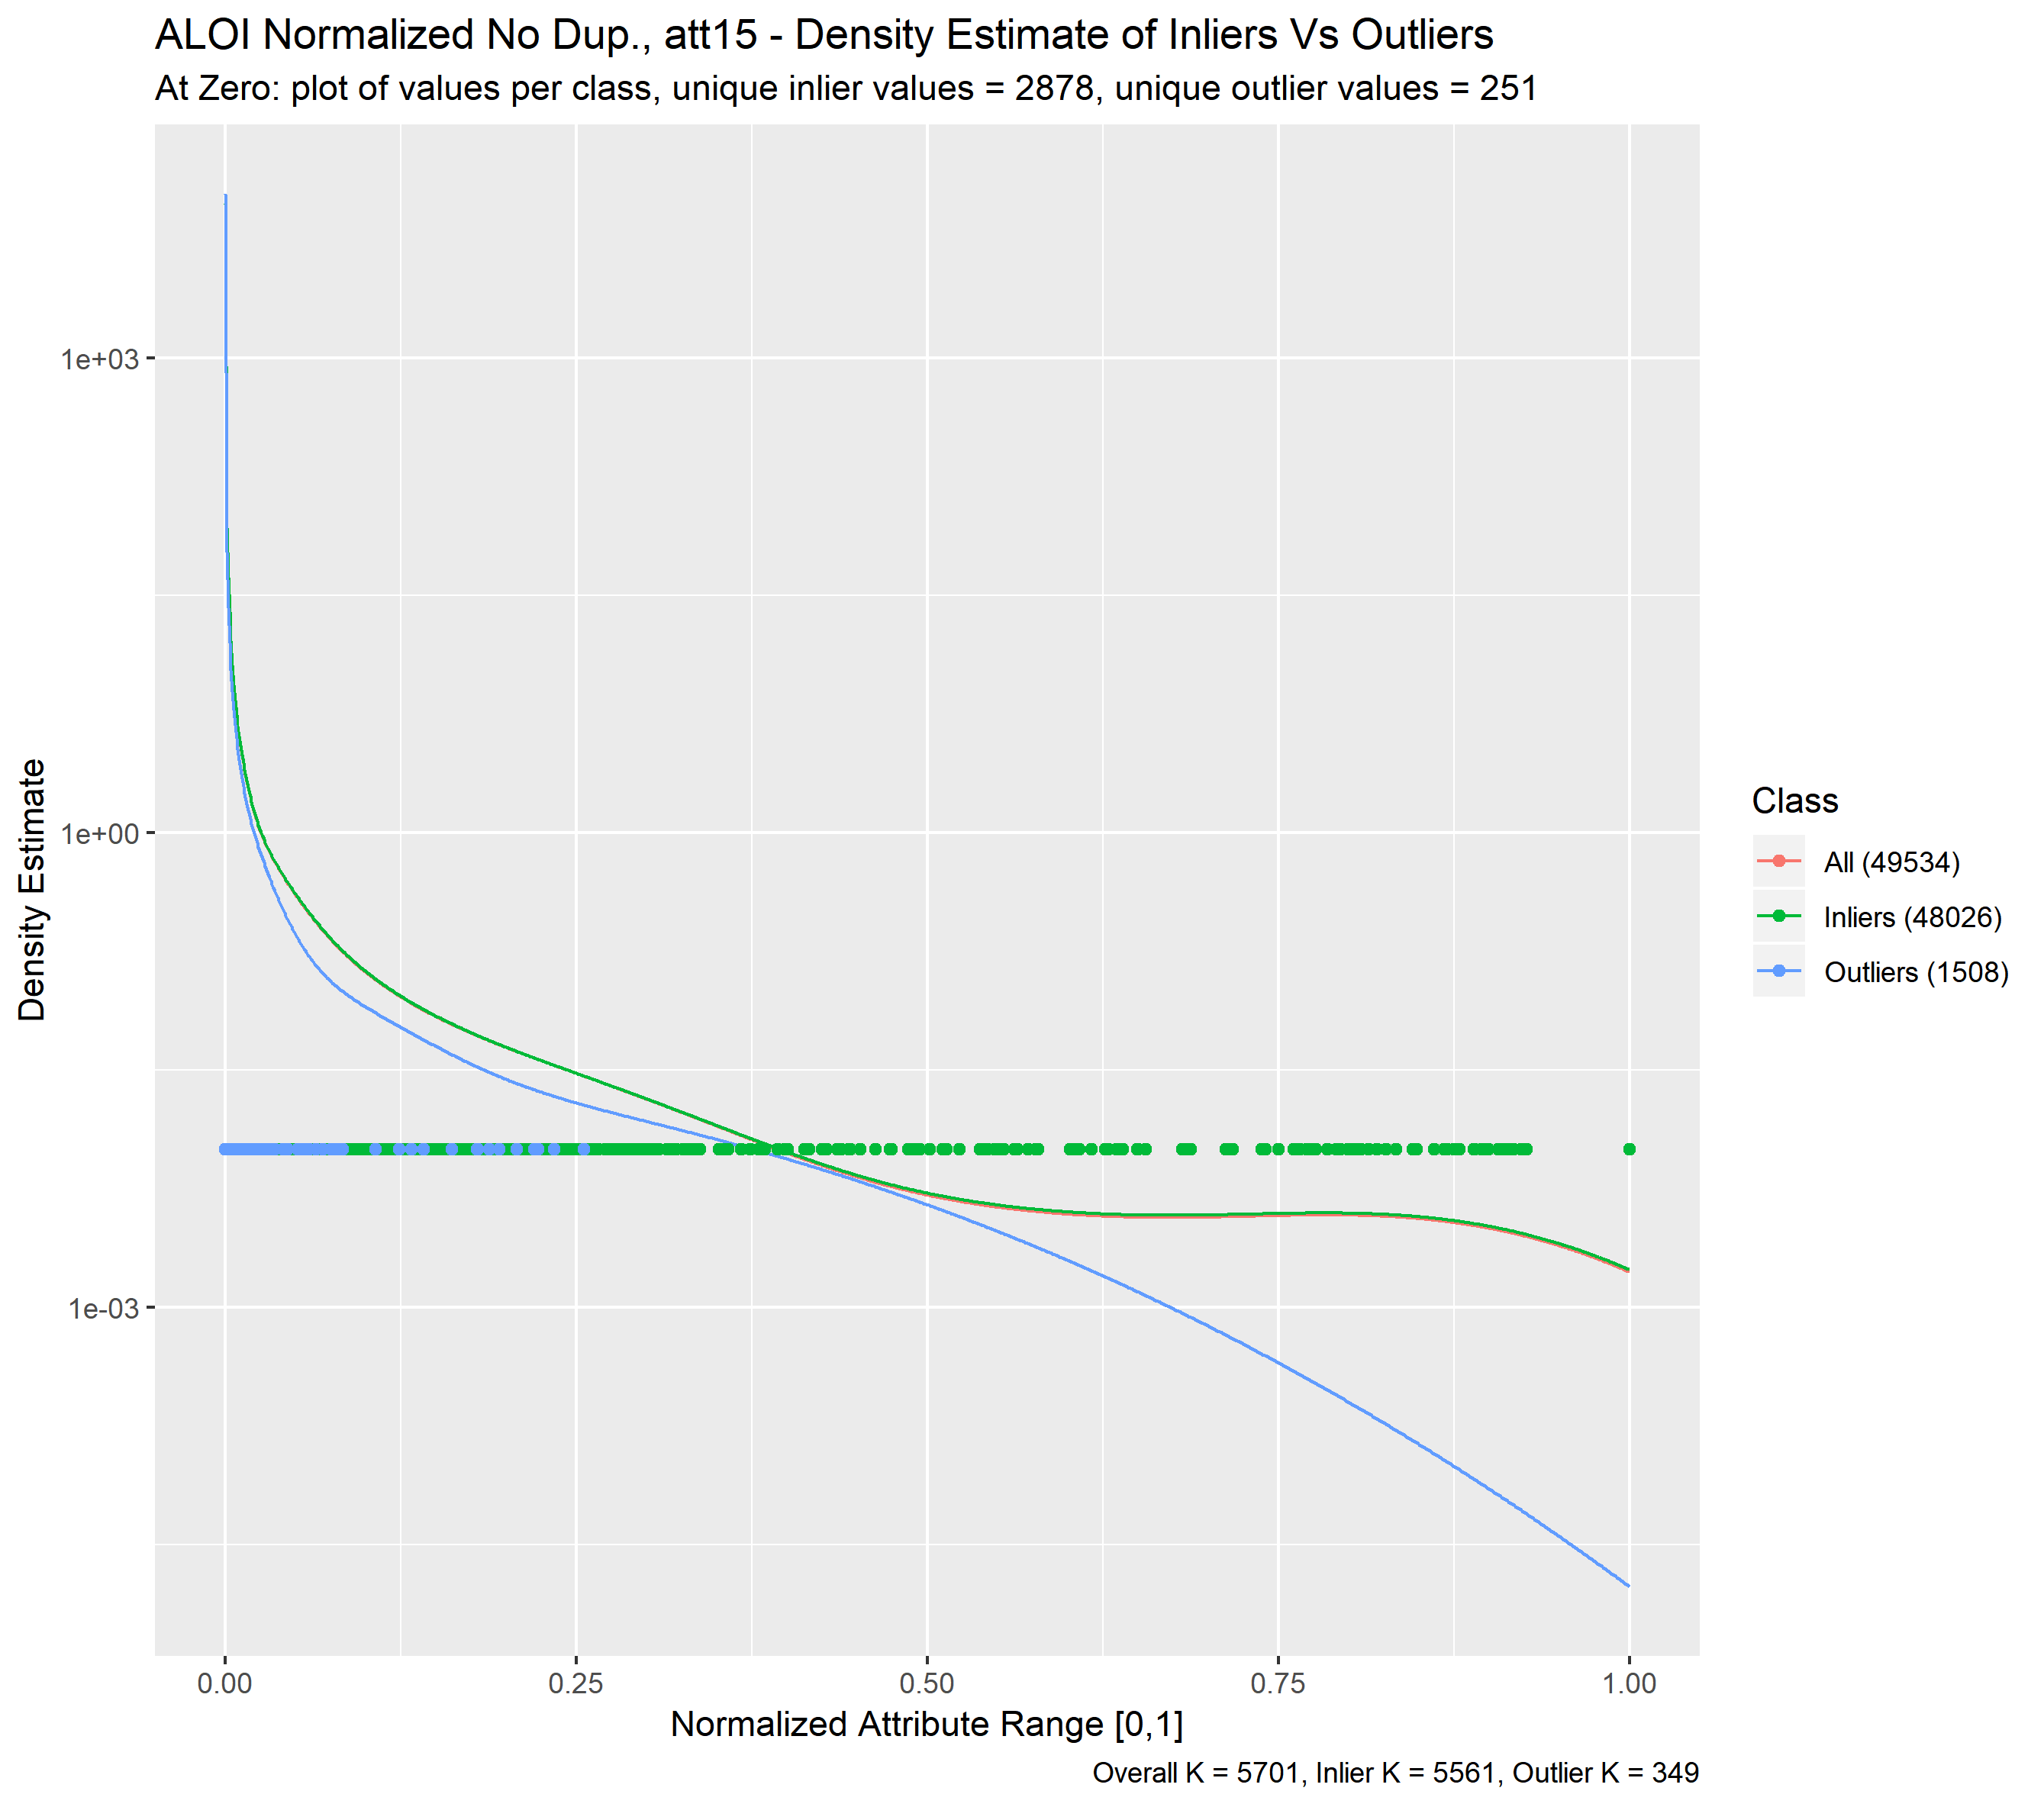 ALOI Normalized No Dup., att15 - Density Estimate of Inliers Vs Outliers
At Zero: plot of values per class, unique inlier values = 2878, unique outlier values = 251
1e+03
1e+00
1e-03
Density Estimate
0.00 0.25 0.50 0.75 1.00
Normalized Attribute Range [0,1]
Overall K = 5701, Inlier K = 5561, Outlier K = 349
Class
All (49534)
Inliers (48026)
Outliers (1508)